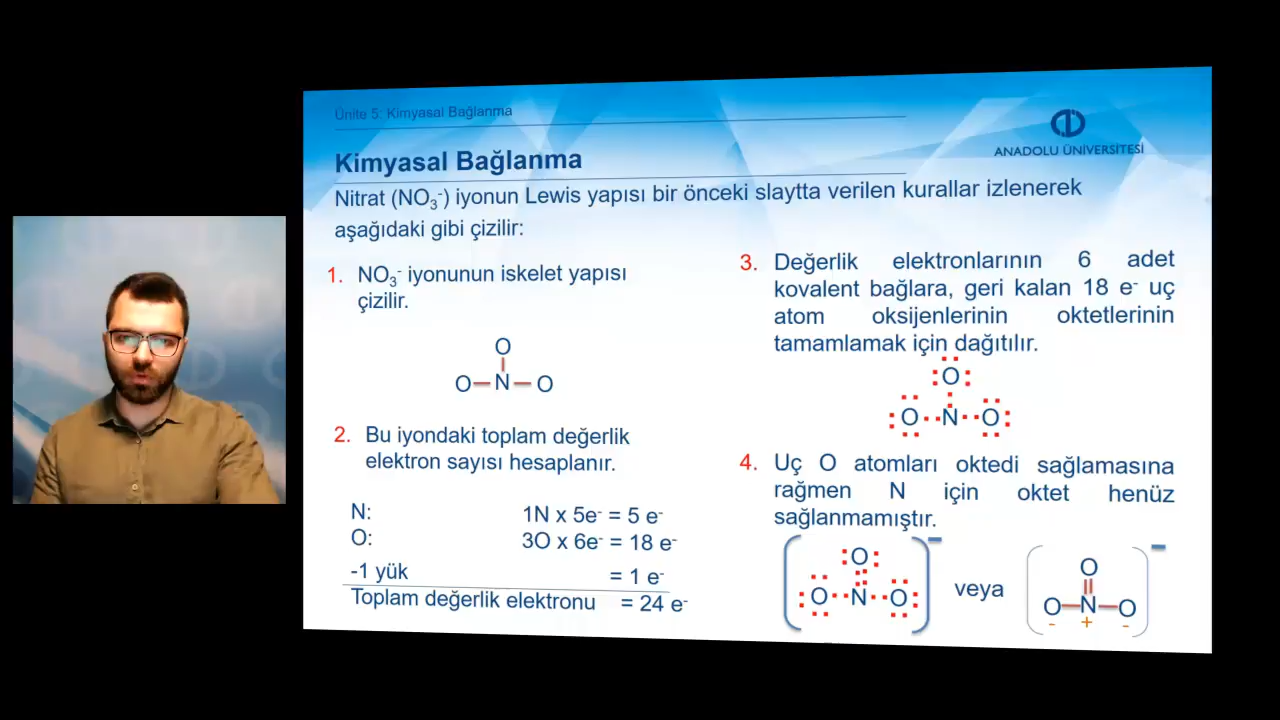 Ünite 5: Kimyasal Bağlanma
ANADOLU ÜNİVERSİTESİ
Kimyasal Bağlanma
Nitrat (NO₃⁻) iyonun Lewis yapısı bir önceki slaytta verilen kurallar izlenerek
aşağıdaki gibi çizilir:
1. NO₃⁻ iyonunun iskelet yapısı
çizilir.
O
O–N–O
2. Bu iyondaki toplam değerlik
elektron sayısı hesaplanır.
N: 1N x 5e⁻ = 5 e⁻
O: 3O x 6e⁻ = 18 e⁻
-1 yük = 1 e⁻
Toplam değerlik elektronu = 24 e⁻
3. Değerlik elektronlarının 6 adet
kovalent bağlara, geri kalan 18 e⁻ uç
atom oksijenlerinin oktetlerinin
tamamlamak için dağıtılır.
:O:
:O··N··O:
4. Uç O atomları oktedi sağlamasına
rağmen N için oktet henüz
sağlanmamıştır.
:O:
:O··N··O:
–
veya
O
O–N–O
- + -
–